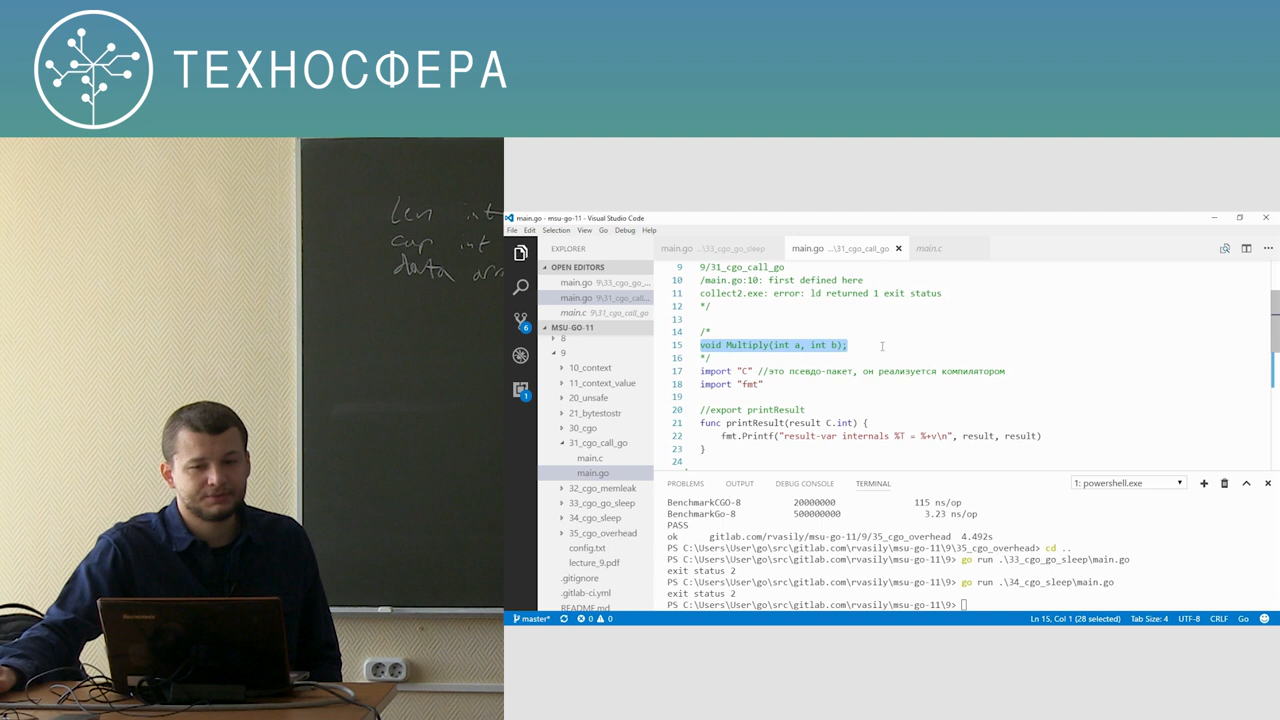 ТЕХНОСФЕРА
len int
cap int
data
main.go - msu-go-11 - Visual Studio Code
File Edit Selection View Go Debug Help
EXPLORER
OPEN EDITORS
main.go 9\33_cgo_go_...
main.go 9\31_cgo_call...
main.c 9\31_cgo_call_go
MSU-GO-11
8
9
10_context
11_context_value
20_unsafe
21_bytestostr
30_cgo
31_cgo_call_go
main.c
main.go
32_cgo_memleak
33_cgo_go_sleep
34_cgo_sleep
35_cgo_overhead
config.txt
lecture_9.pdf
.gitignore
.gitlab-ci.yml
README.md
6
1
main.go ...\33_cgo_go_sleep
main.go ...\31_cgo_call_go
main.c
9 9/31_cgo_call_go
10 /main.go:10: first defined here
11 collect2.exe: error: ld returned 1 exit status
12 */
13
14 /*
15 void Multiply(int a, int b);
16 */
17 import "C" //это псевдо-пакет, он реализуется компилятором
18 import "fmt"
19
20 //export printResult
21 func printResult(result C.int) {
22 fmt.Printf("result-var internals %T = %+v\n", result, result)
23 }
24
PROBLEMS OUTPUT DEBUG CONSOLE TERMINAL 1: powershell.exe
BenchmarkCGO-8 20000000 115 ns/op
BenchmarkGo-8 500000000 3.23 ns/op
PASS
ok gitlab.com/rvasily/msu-go-11/9/35_cgo_overhead 4.492s
PS C:\Users\User\go\src\gitlab.com\rvasily\msu-go-11\9\35_cgo_overhead> cd ..
PS C:\Users\User\go\src\gitlab.com\rvasily\msu-go-11\9> go run .\33_cgo_go_sleep\main.go
exit status 2
PS C:\Users\User\go\src\gitlab.com\rvasily\msu-go-11\9> go run .\34_cgo_sleep\main.go
exit status 2
PS C:\Users\User\go\src\gitlab.com\rvasily\msu-go-11\9>
master* 0 0 Ln 15, Col 1 (28 selected) Tab Size: 4 UTF-8 CRLF Go